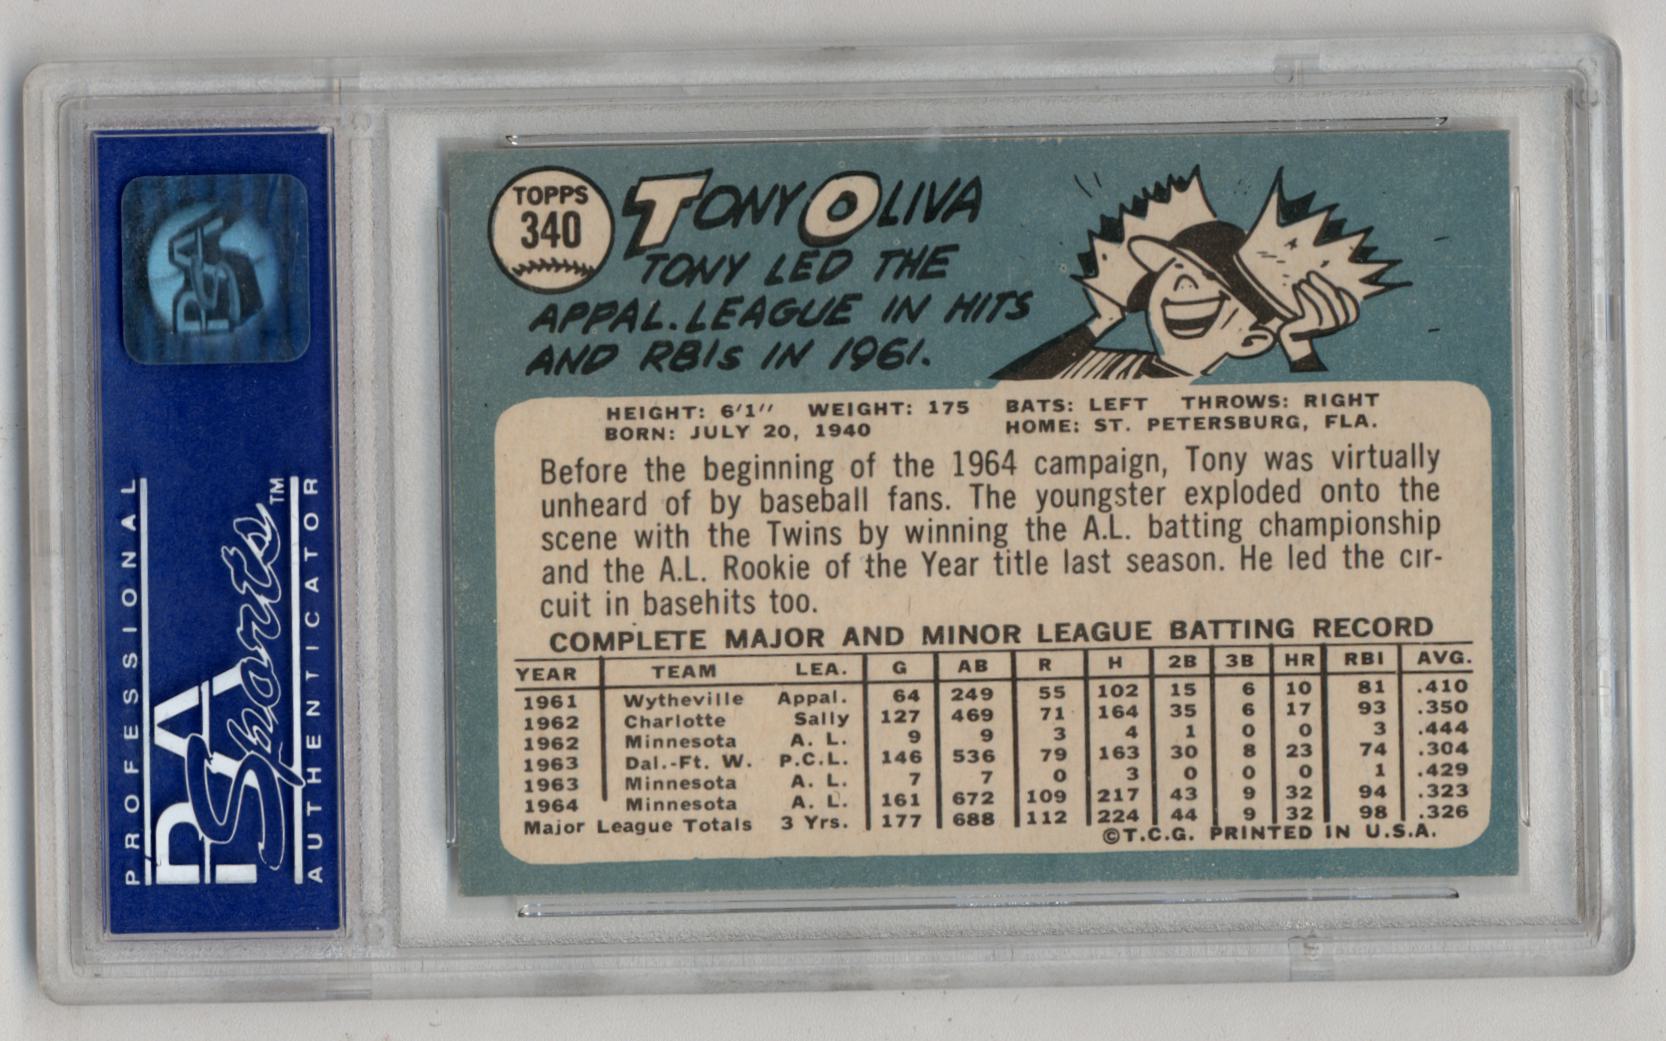 TOPPS
340
TONY OLIVA
TONY LED THE
APPAL. LEAGUE IN HITS
AND RBIs IN 1961.
HEIGHT: 6'1" WEIGHT: 175 BATS: LEFT THROWS: RIGHT
BORN: JULY 20, 1940 HOME: ST. PETERSBURG, FLA.
Before the beginning of the 1964 campaign, Tony was virtually
unheard of by baseball fans. The youngster exploded onto the
scene with the Twins by winning the A.L. batting championship
and the A.L. Rookie of the Year title last season. He led the cir-
cuit in basehits too.
COMPLETE MAJOR AND MINOR LEAGUE BATTING RECORD
YEAR TEAM LEA. G AB R H 2B 3B HR RBI AVG.
1961 Wytheville Appal. 64 249 55 102 15 6 10 81 .410
1962 Charlotte Sally 127 469 71 164 35 6 17 93 .350
1962 Minnesota A. L. 9 9 3 4 1 0 0 3 .444
1963 Dal.-Ft. W. P.C.L. 146 536 79 163 30 8 23 74 .304
1963 Minnesota A. L. 7 7 0 3 0 0 0 1 .429
1964 Minnesota A. L. 161 672 109 217 43 9 32 94 .323
Major League Totals 3 Yrs. 177 688 112 224 44 9 32 98 .326
©T.C.G. PRINTED IN U.S.A.
PSA
PROFESSIONAL
PSA Sports™
AUTHENTICATOR